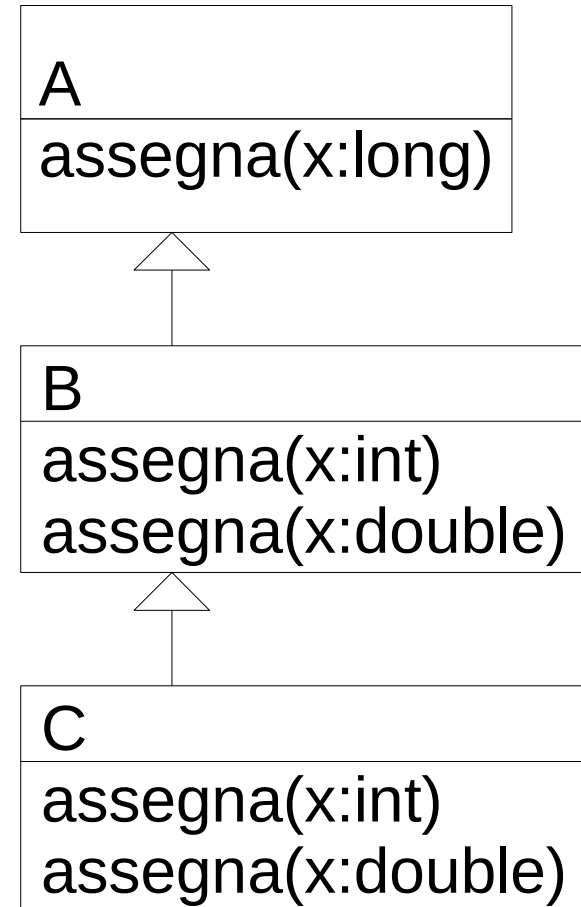 A
assegna(x:long)
B
assegna(x:int)
assegna(x:double)
C
assegna(x:int)
assegna(x:double)